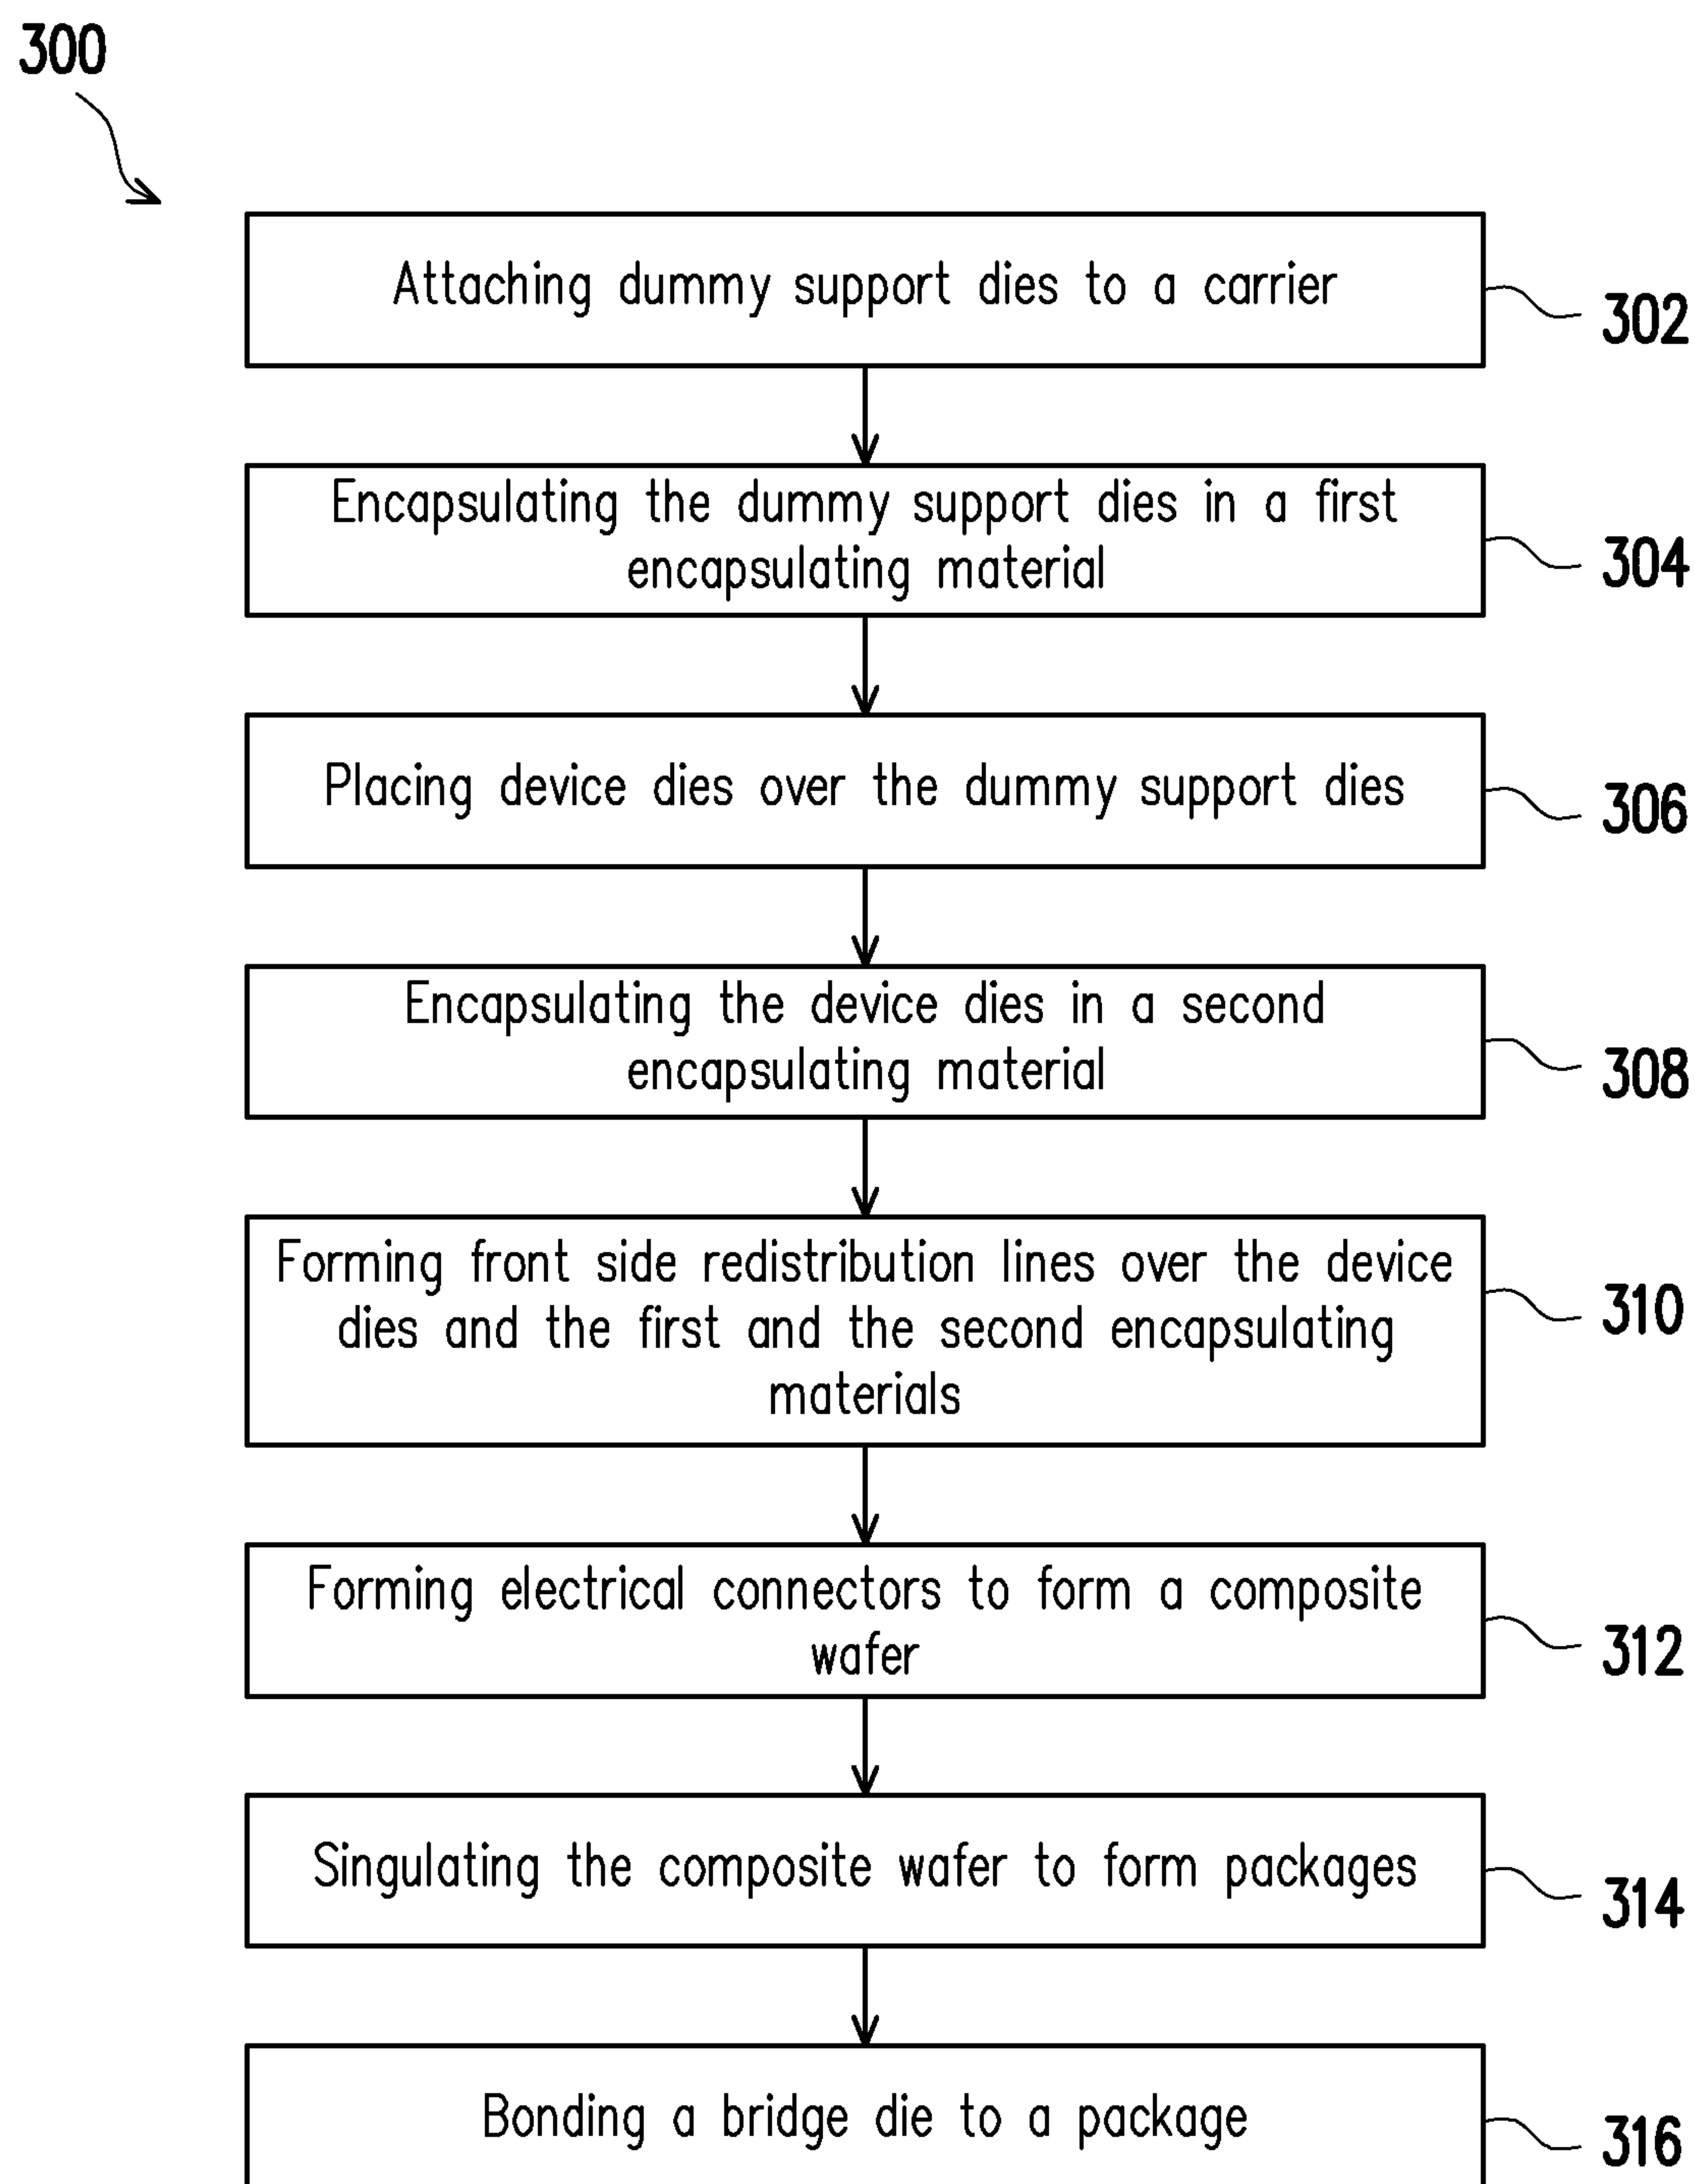 300
Attaching dummy support dies to a carrier
302
Encapsulating the dummy support dies in a first
encapsulating material
304
Placing device dies over the dummy support dies
306
Encapsulating the device dies in a second
encapsulating material
308
Forming front side redistribution lines over the device
dies and the first and the second encapsulating
materials
310
Forming electrical connectors to form a composite
wafer
312
Singulating the composite wafer to form packages
314
Bonding a bridge die to a package
316